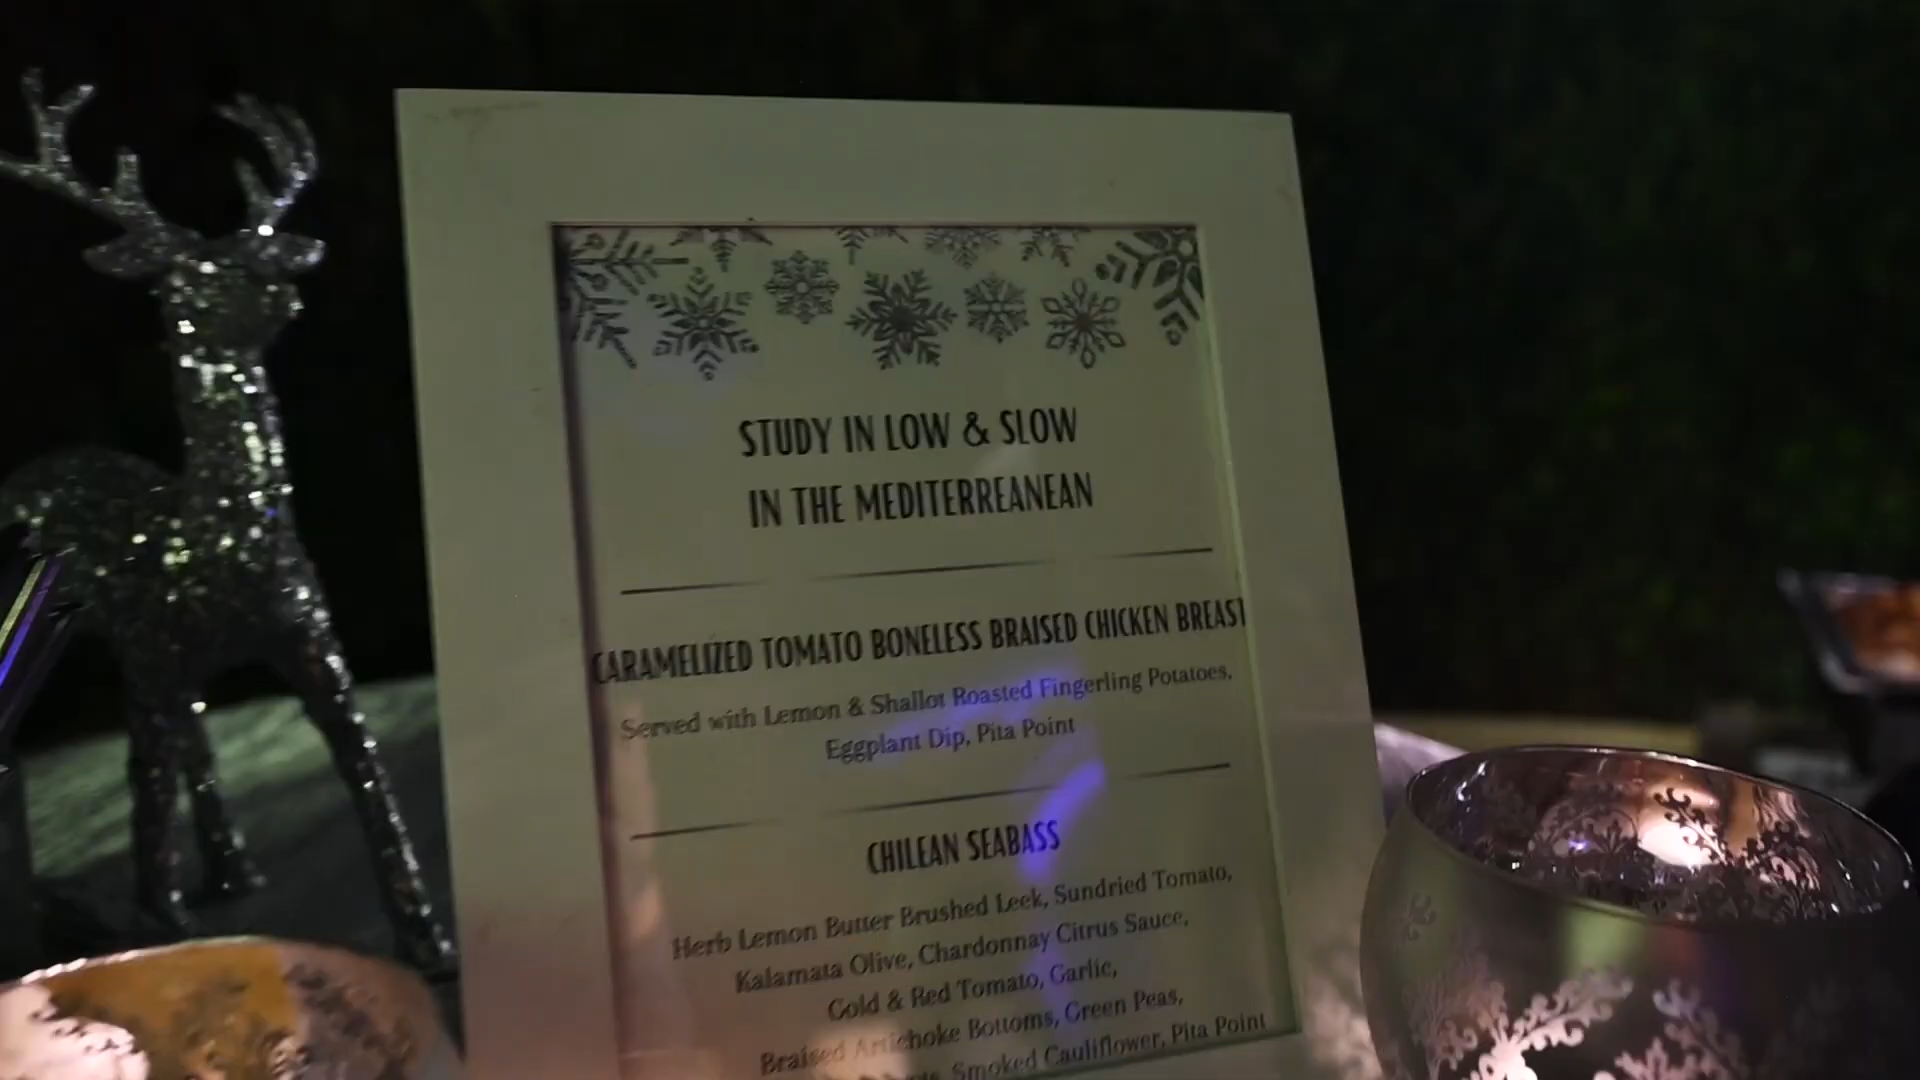 STUDY IN LOW & SLOW
IN THE MEDITERREANEAN
CARAMELIZED TOMATO BONELESS BRAISED CHICKEN BREAST
Served with Lemon & Shallot Roasted Fingerling Potatoes,
Eggplant Dip, Pita Point
CHILEAN SEABASS
Herb Lemon Butter Brushed Leek, Sundried Tomato,
Kalamata Olive, Chardonnay Citrus Sauce,
Gold & Red Tomato, Garlic,
Braised Artichoke Bottoms, Green Peas,
Smoked Cauliflower, Pita Point